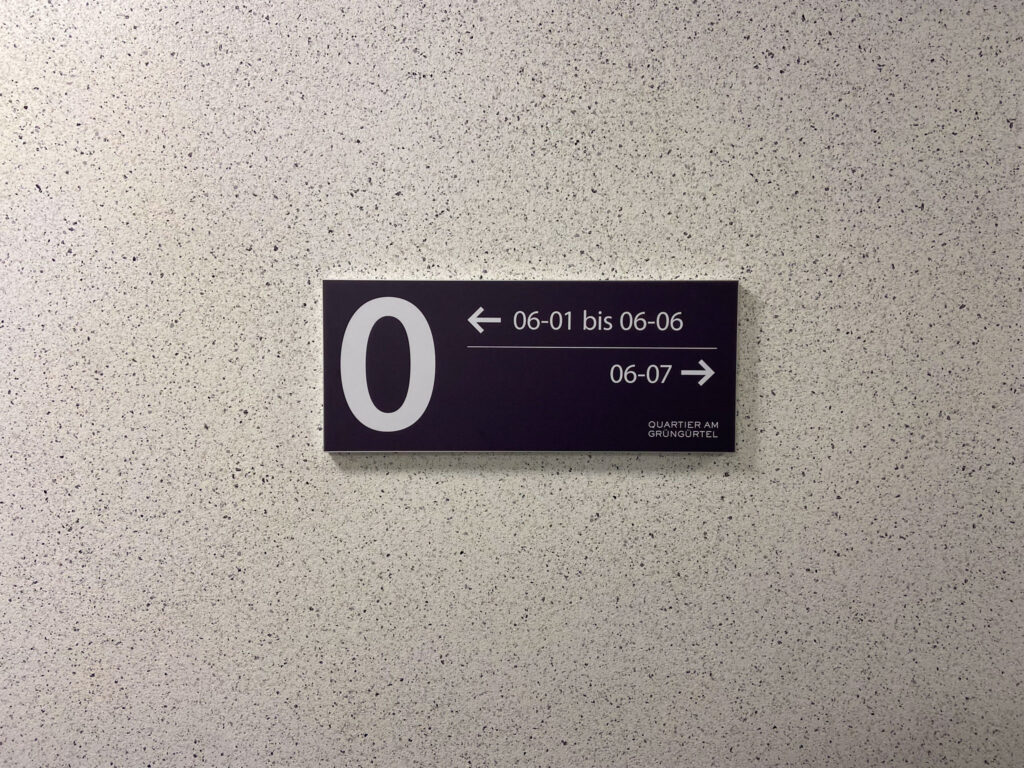 0
← 06-01 bis 06-06
06-07 →
QUARTIER AM
GRÜNGÜRTEL